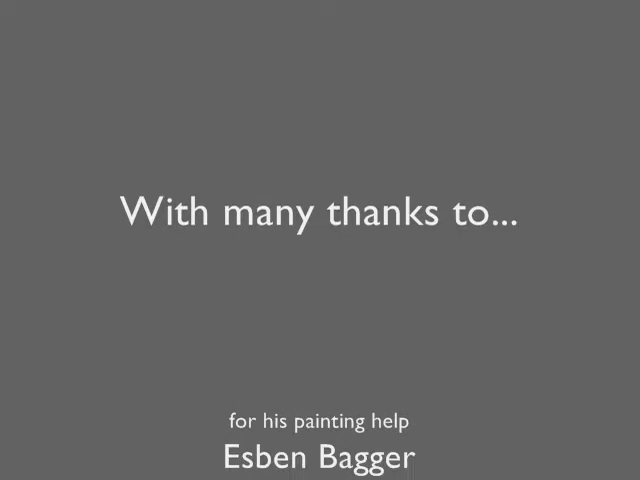 With many thanks to...
for his painting help
Esben Bagger